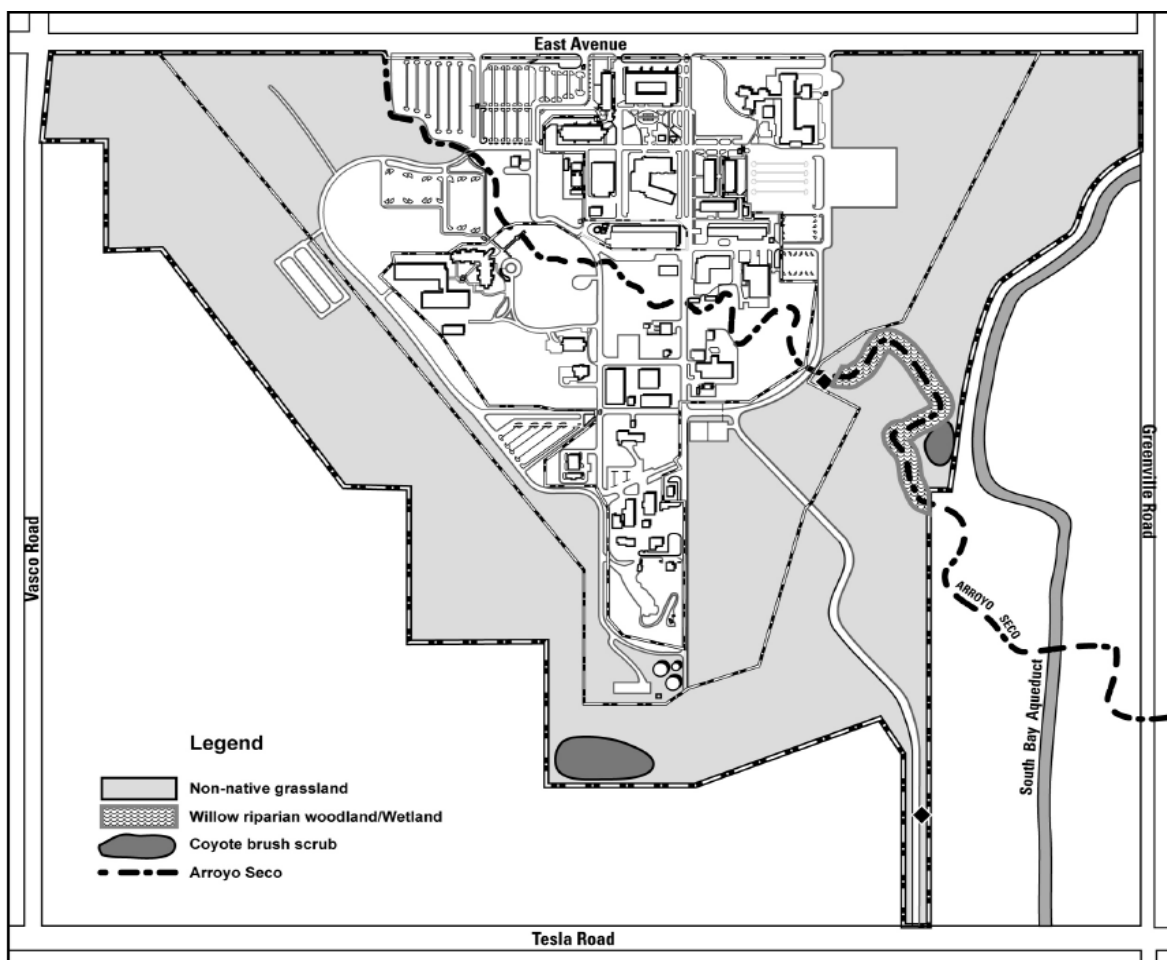 East Avenue
Vasco Road
Greenville Road
ARROYO SECO
South Bay Aqueduct
Legend
Non-native grassland
Willow riparian woodland/Wetland
Coyote brush scrub
Arroyo Seco
Tesla Road